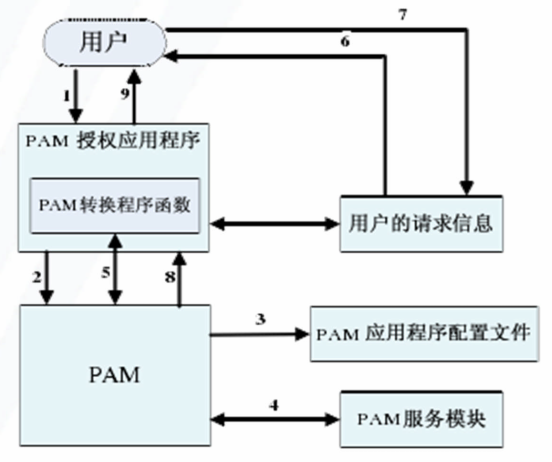 7
用户
6
1
9
PAM 授权应用程序
PAM转换程序函数
用户的请求信息
2
5
8
3
PAM 应用程序配置文件
PAM
4
PAM服务模块